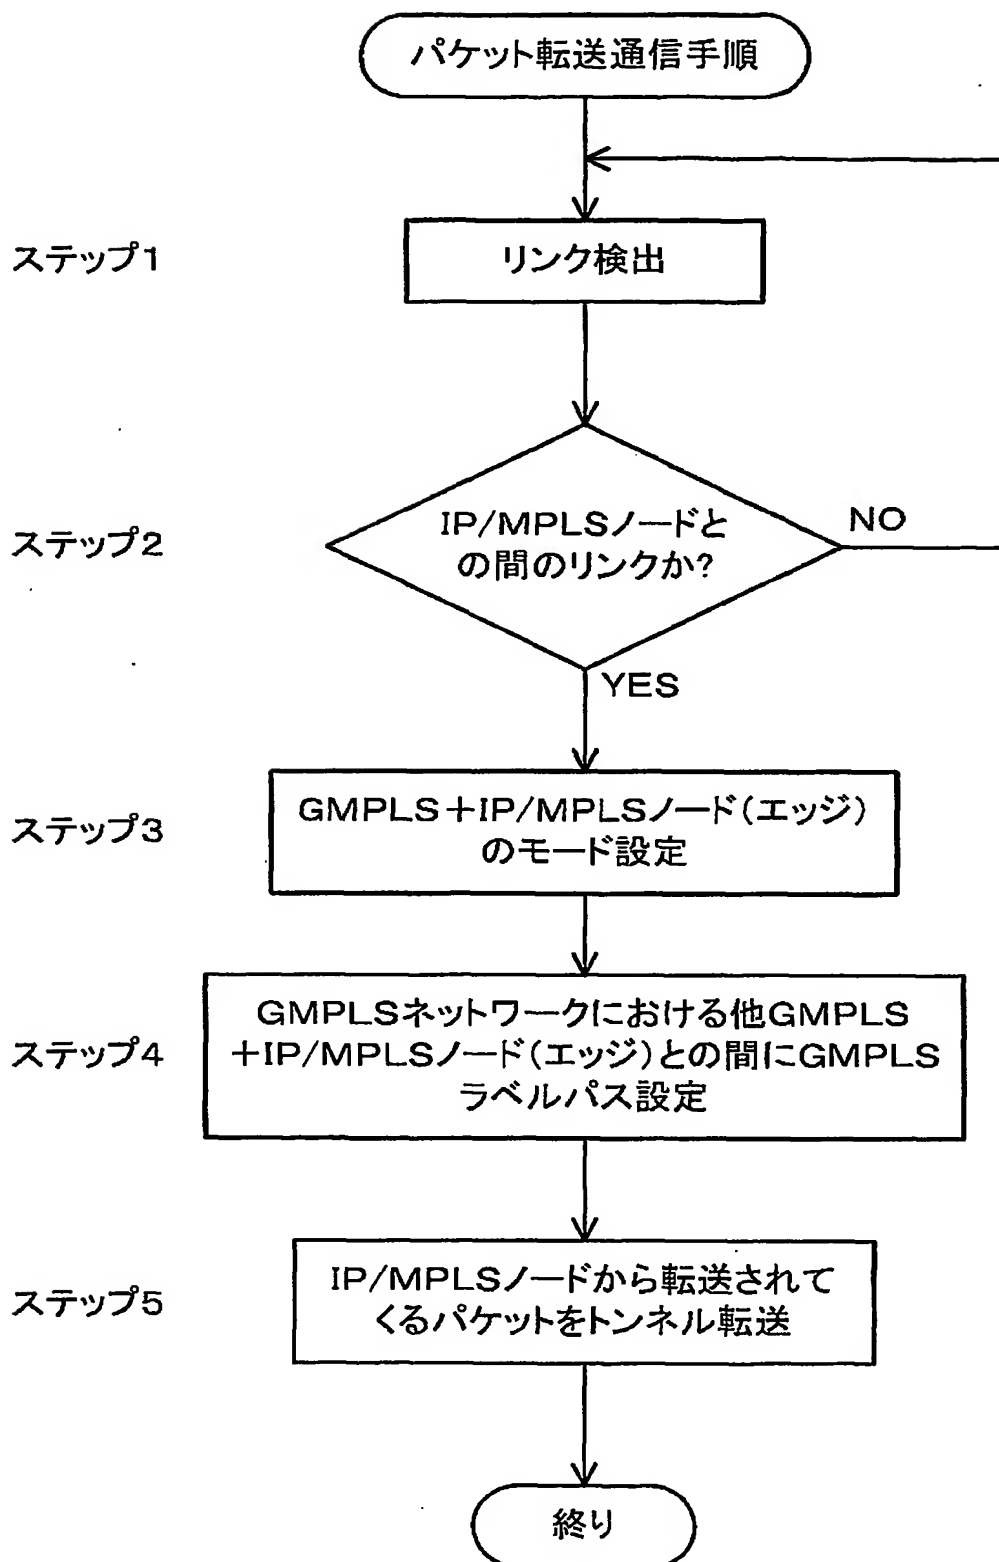 パケット転送通信手順
ステップ1
リンク検出
ステップ2
IP/MPLSノードと
の間のリンクか?
NO
YES
ステップ3
GMPLS+IP/MPLSノード(エッジ)
のモード設定
ステップ4
GMPLSネットワークにおける他GMPLS
+IP/MPLSノード(エッジ)との間にGMPLS
ラベルパス設定
ステップ5
IP/MPLSノードから転送されて
くるパケットをトンネル転送
終り